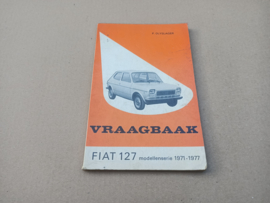 VRAAGBAAK
FIAT 127 modellenserie 1971-1977